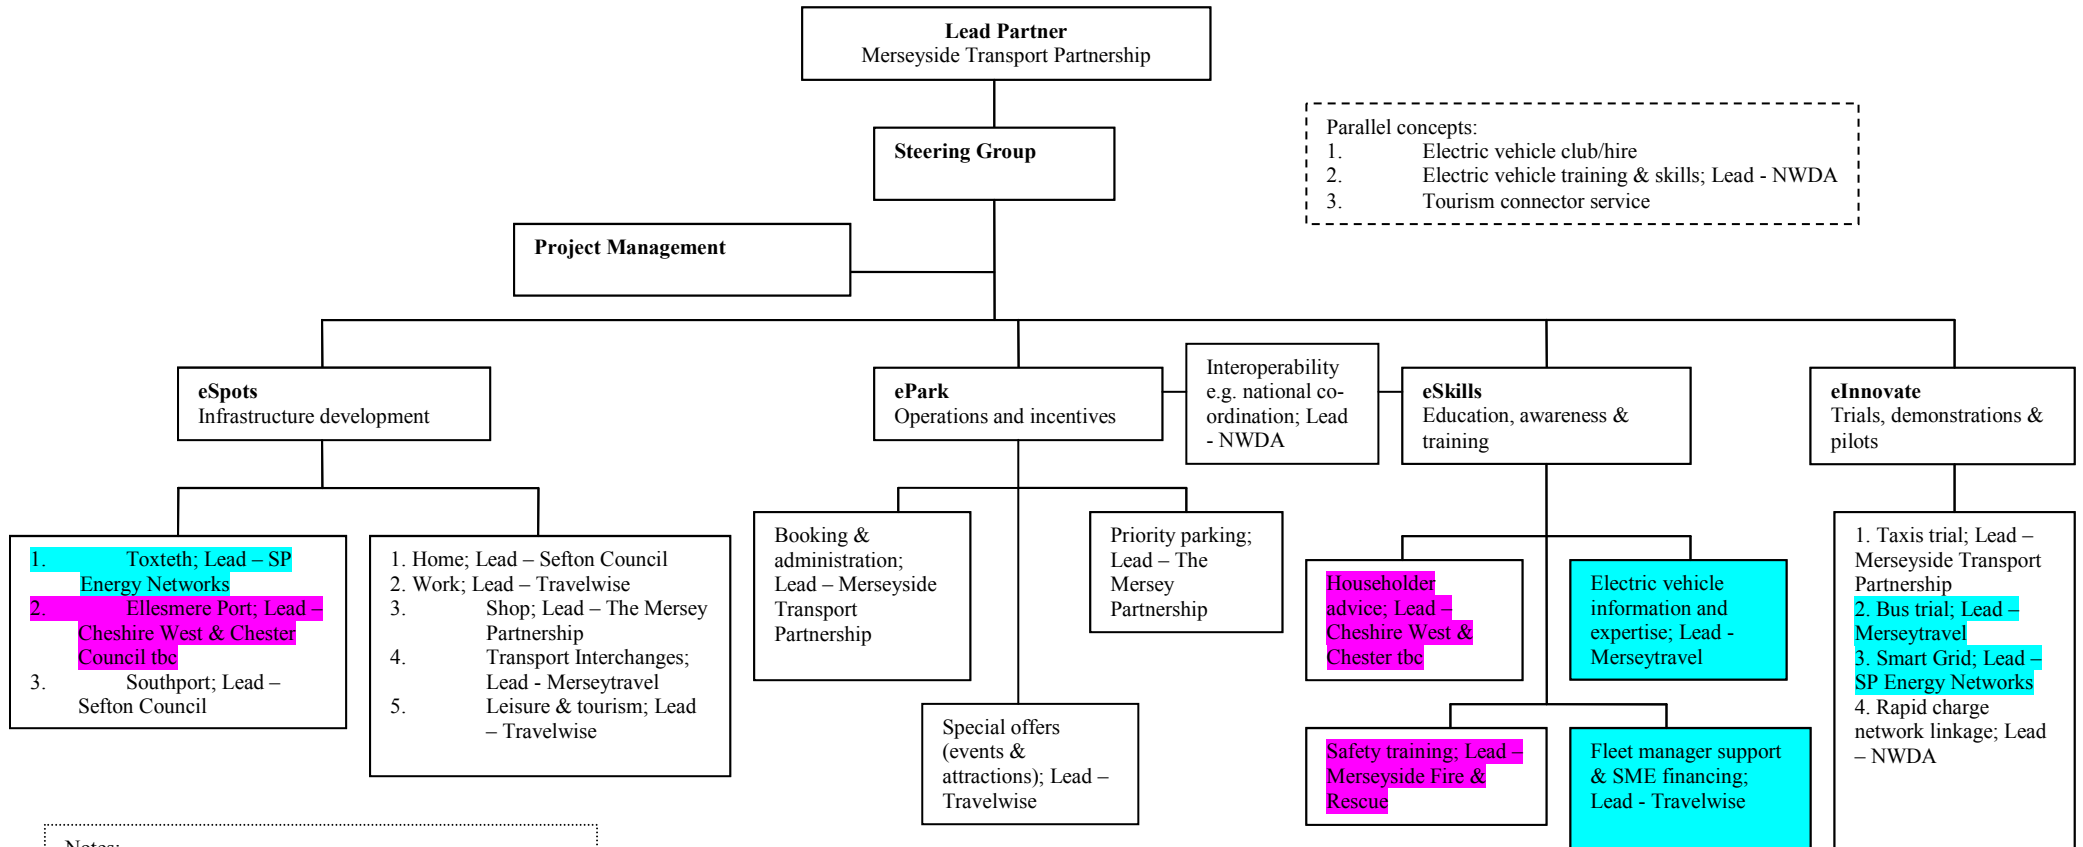 Lead Partner
Merseyside Transport Partnership
Steering Group
Parallel concepts:
1. Electric vehicle club/hire
2. Electric vehicle training & skills; Lead - NWDA
3. Tourism connector service
Project Management
eSpots
Infrastructure development
ePark
Operations and incentives
Interoperability
e.g. national co-
ordination; Lead
- NWDA
eSkills
Education, awareness &
training
eInnovate
Trials, demonstrations &
pilots
1. Toxteth; Lead – SP
Energy Networks
2. Ellesmere Port; Lead –
Cheshire West & Chester
Council tbc
3. Southport; Lead –
Sefton Council
1. Home; Lead – Sefton Council
2. Work; Lead – Travelwise
3. Shop; Lead – The Mersey
Partnership
4. Transport Interchanges;
Lead - Merseytravel
5. Leisure & tourism; Lead
– Travelwise
Booking &
administration;
Lead – Merseyside
Transport
Partnership
Priority parking;
Lead – The
Mersey
Partnership
Special offers
(events &
attractions); Lead –
Travelwise
Householder
advice; Lead –
Cheshire West &
Chester tbc
Electric vehicle
information and
expertise; Lead -
Merseytravel
Safety training; Lead –
Merseyside Fire &
Rescue
Fleet manager support
& SME financing;
Lead - Travelwise
1. Taxis trial; Lead –
Merseyside Transport
Partnership
2. Bus trial; Lead –
Merseytravel
3. Smart Grid; Lead –
SP Energy Networks
4. Rapid charge
network linkage; Lead
– NWDA
Notes: